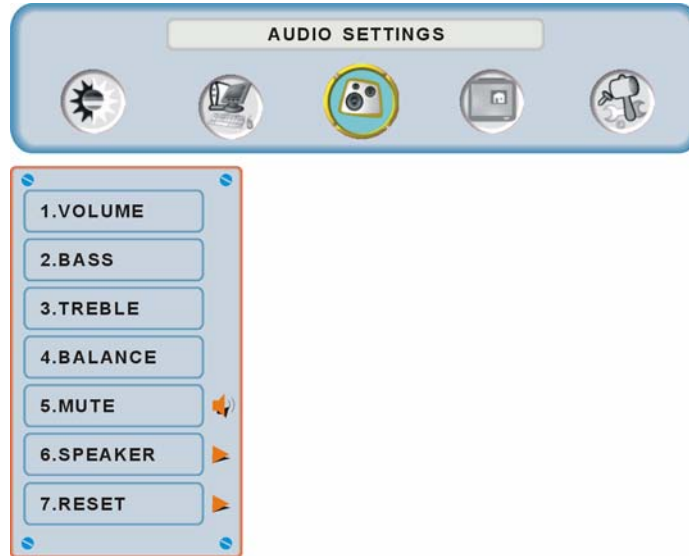 AUDIO SETTINGS
1.VOLUME
2.BASS
3.TREBLE
4.BALANCE
5.MUTE
6.SPEAKER
7.RESET